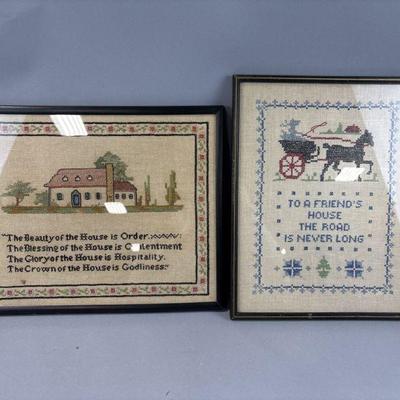 "The Beauty of the House is Order.
The Blessing of the House is Contentment
The Glory of the House is Hospitality.
The Crown of the House is Godliness."
TO A FRIEND'S
HOUSE
THE ROAD
IS NEVER LONG